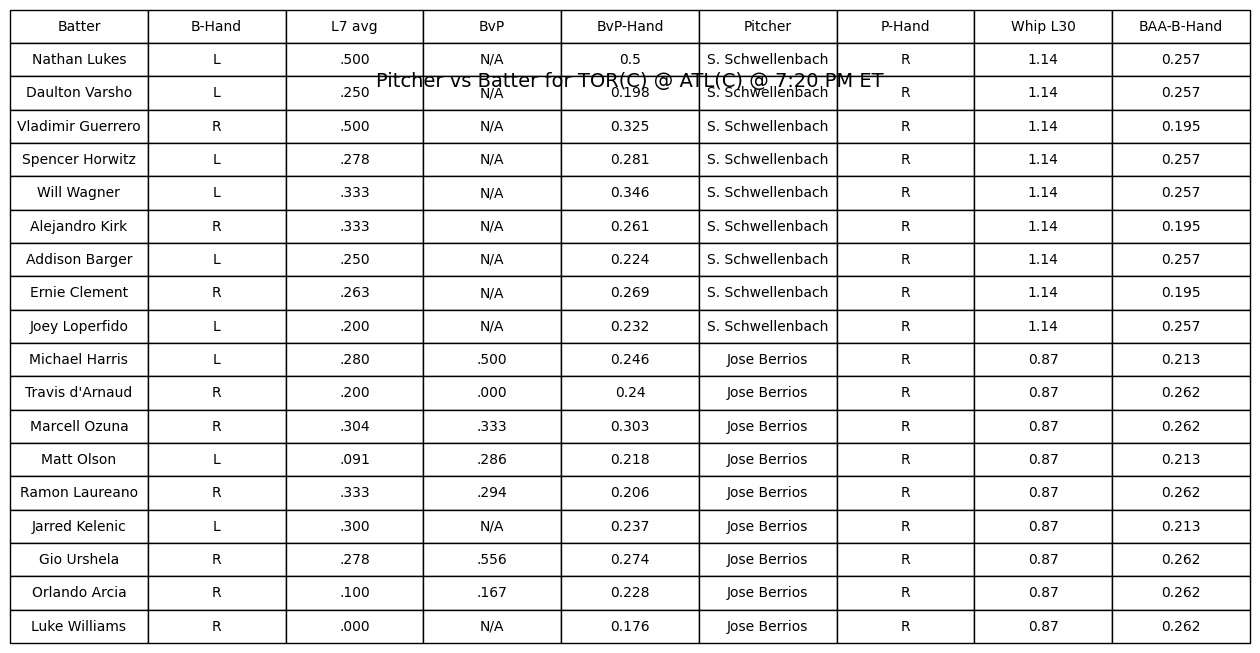 Batter B-Hand L7 avg BvP BvP-Hand Pitcher P-Hand Whip L30 BAA-B-Hand
Nathan Lukes L .500 N/A 0.5 S. Schwellenbach R 1.14 0.257
Pitcher vs Batter for TOR(C) @ ATL(C) @ 7:20 PM ET
Daulton Varsho L .250 N/A 0.198 S. Schwellenbach R 1.14 0.257
Vladimir Guerrero R .500 N/A 0.325 S. Schwellenbach R 1.14 0.195
Spencer Horwitz L .278 N/A 0.281 S. Schwellenbach R 1.14 0.257
Will Wagner L .333 N/A 0.346 S. Schwellenbach R 1.14 0.257
Alejandro Kirk R .333 N/A 0.261 S. Schwellenbach R 1.14 0.195
Addison Barger L .250 N/A 0.224 S. Schwellenbach R 1.14 0.257
Ernie Clement R .263 N/A 0.269 S. Schwellenbach R 1.14 0.195
Joey Loperfido L .200 N/A 0.232 S. Schwellenbach R 1.14 0.257
Michael Harris L .280 .500 0.246 Jose Berrios R 0.87 0.213
Travis d'Arnaud R .200 .000 0.24 Jose Berrios R 0.87 0.262
Marcell Ozuna R .304 .333 0.303 Jose Berrios R 0.87 0.262
Matt Olson L .091 .286 0.218 Jose Berrios R 0.87 0.213
Ramon Laureano R .333 .294 0.206 Jose Berrios R 0.87 0.262
Jarred Kelenic L .300 N/A 0.237 Jose Berrios R 0.87 0.213
Gio Urshela R .278 .556 0.274 Jose Berrios R 0.87 0.262
Orlando Arcia R .100 .167 0.228 Jose Berrios R 0.87 0.262
Luke Williams R .000 N/A 0.176 Jose Berrios R 0.87 0.262